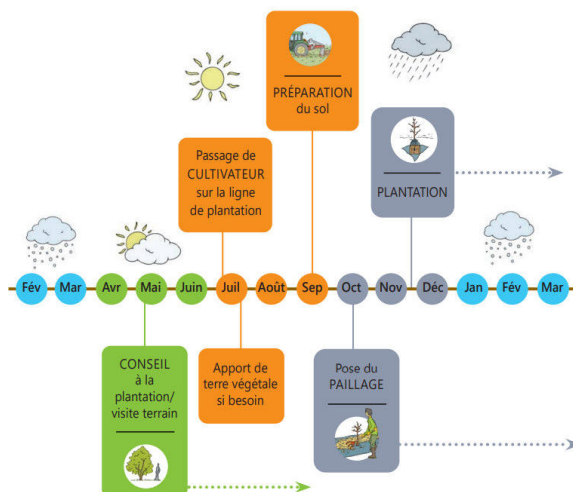 PRÉPARATION
du sol
Passage de
CULTIVATEUR
sur la ligne
de plantation
PLANTATION
Fév Mar Avr Mai Juin Juil Août Sep Oct Nov Déc Jan Fév Mar
CONSEIL
à la
plantation/
visite terrain
Apport de
terre végétale
si besoin
Pose du
PAILLAGE